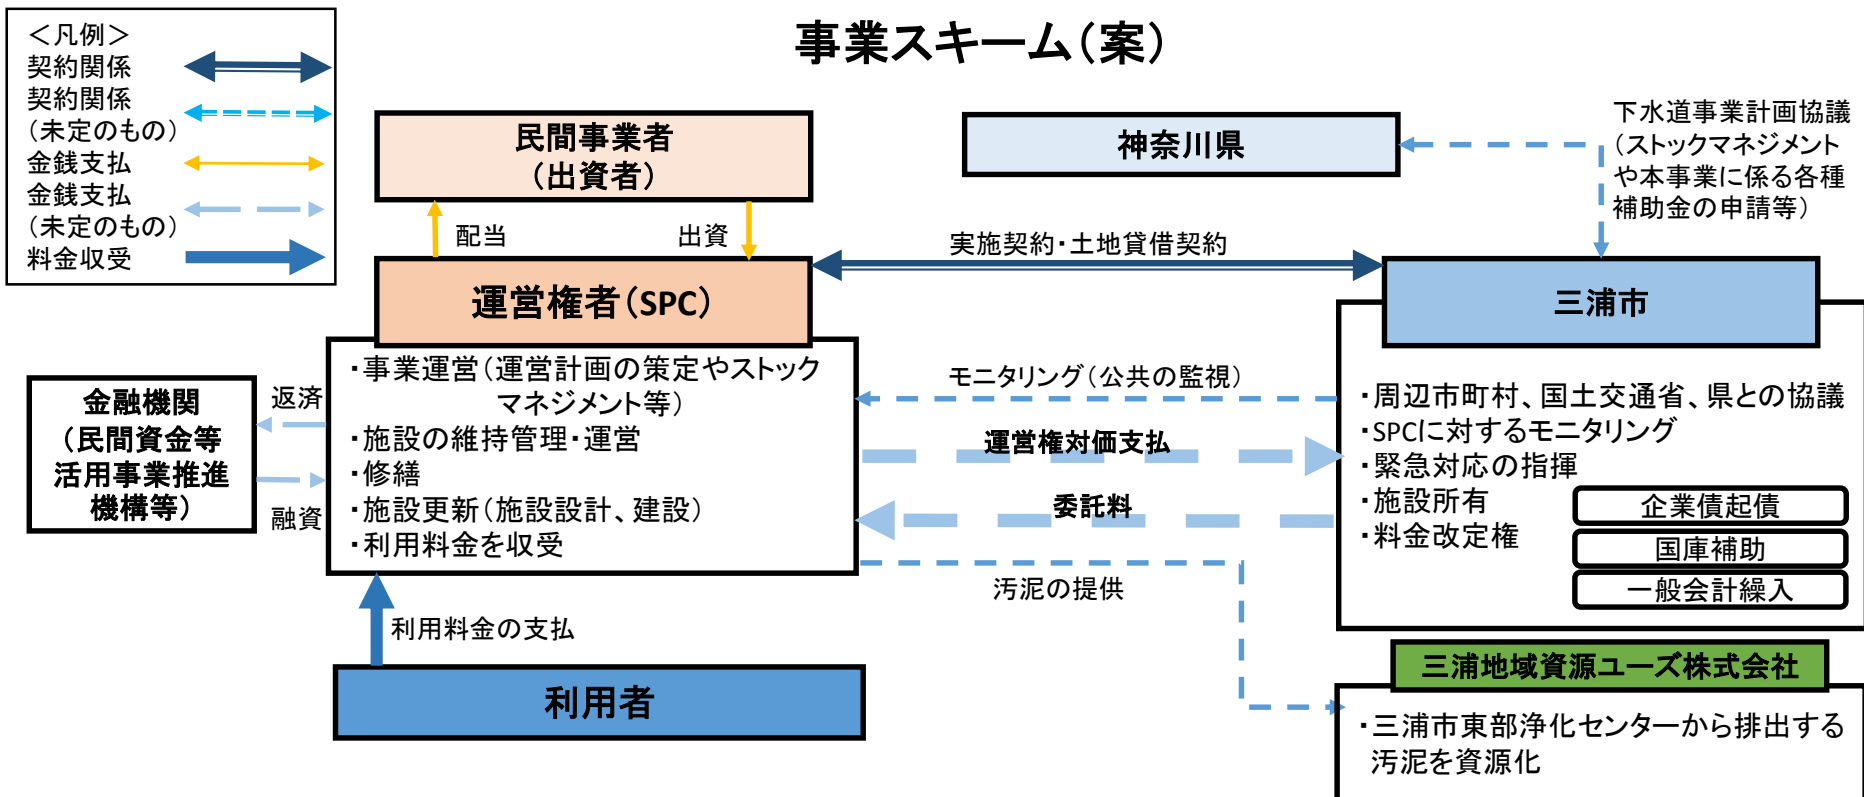 事業スキーム（案）
＜凡例＞
契約関係
契約関係
（未定のもの）
金銭支払
金銭支払
（未定のもの）
料金収受
民間事業者
（出資者）
配当
出資
運営権者（SPC）
・事業運営（運営計画の策定やストック
マネジメント等）
・施設の維持管理・運営
・修繕
・施設更新（施設設計、建設）
・利用料金を収受
金融機関
（民間資金等
活用事業推進
機構等）
返済
融資
利用料金の支払
利用者
神奈川県
下水道事業計画協議
（ストックマネジメント
や本事業に係る各種
補助金の申請等）
実施契約・土地貸借契約
モニタリング（公共の監視）
運営権対価支払
委託料
汚泥の提供
三浦市
・周辺市町村、国土交通省、県との協議
・SPCに対するモニタリング
・緊急対応の指揮
・施設所有
・料金改定権
企業債起債
国庫補助
一般会計繰入
三浦地域資源ユーズ株式会社
・三浦市東部浄化センターから排出する
汚泥を資源化